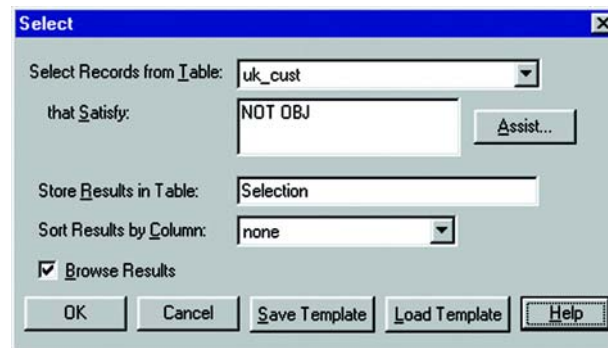 Select
Select Records from Table: uk_cust
that Satisfy: NOT OBJ
Assist...
Store Results in Table: Selection
Sort Results by Column: none
Browse Results
OK Cancel Save Template Load Template Help